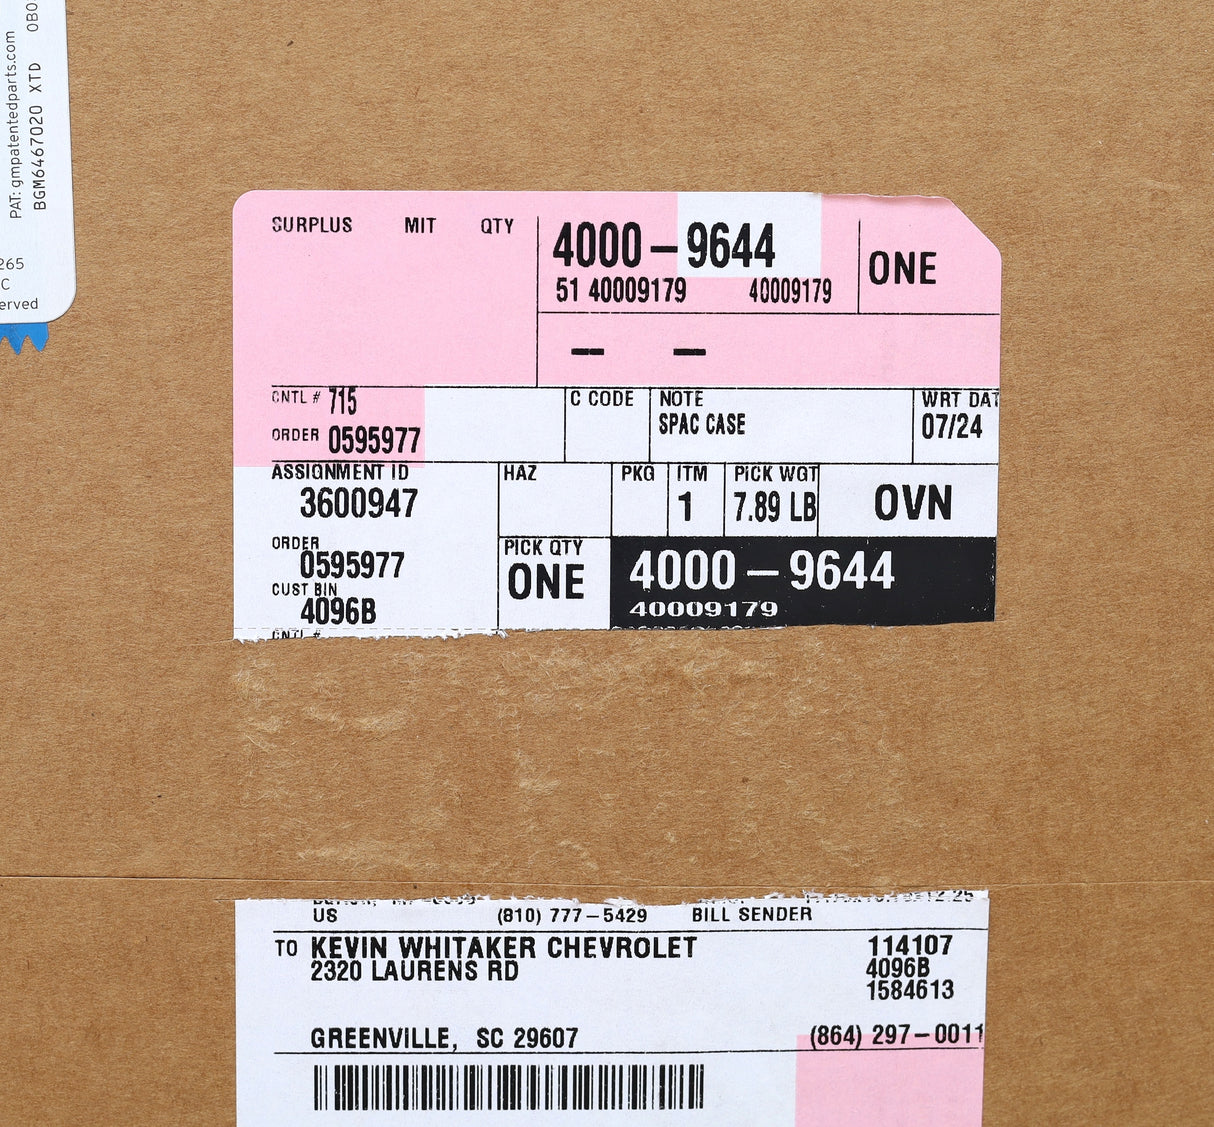 PAT: gmpatentedparts.com
BGM6467020 XTD
265
C
erved
SURPLUS MIT QTY
4000 – 9644
ONE
51 40009179 40009179
– –
CNTL # 715
C CODE
NOTE
WRT DAT
SPAC CASE
07/24
ORDER 0595977
ASSIGNMENT ID
HAZ
PKG
ITM
PICK WGT
3600947
1
7.89 LB
OVN
ORDER
0595977
PICK QTY
ONE
4000 – 9644
CUST BIN
4096B
40009179
CNTL #
US (810) 777–5429 BILL SENDER
TO KEVIN WHITAKER CHEVROLET 114107
2320 LAURENS RD 4096B
1584613
GREENVILLE, SC 29607 (864) 297–0011